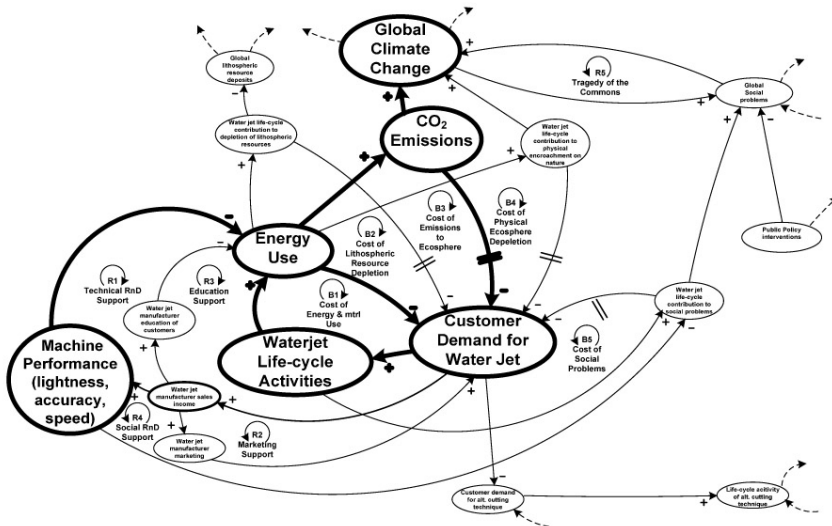 Global
Climate
Change
Global
lithospheric
resource
deposits
R5
Tragedy of the
Commons
Global
Social
problems
Water jet life-cycle
contribution to
depletion of lithospheric
resources
CO2
Emissions
Water jet
life-cycle
contribution to
physical
encroachment on
nature
B3
Cost of
Emissions
to
Ecosphere
B4
Cost of
Physical
Ecosphere
Depeletion
Energy
Use
B2
Cost of
Lithospheric
Resource
Depletion
Public Policy
interventions
R1
Technical RnD
Support
R3
Education
Support
B1
Cost of
Energy & mtrl
Use
Water jet
manufacturer
education of
customers
Water jet
life-cycle
contribution to
social problems
Machine
Performance
(lightness,
accuracy,
speed)
Waterjet
Life-cycle
Activities
Customer
Demand for
Water Jet
B5
Cost of
Social
Problems
Water jet
manufacturer sales
income
R4
Social RnD
Support
Water jet
manufacturer
marketing
R2
Marketing
Support
Customer demand
for alt. cutting
technique
Life-cycle acitivity
of alt. cutting
technique